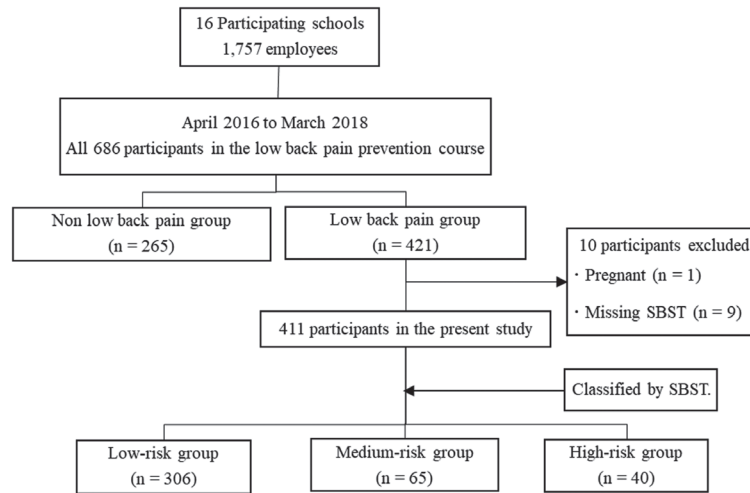 16 Participating schools
1,757 employees
April 2016 to March 2018
All 686 participants in the low back pain prevention course
Non low back pain group
(n = 265)
Low back pain group
(n = 421)
10 participants excluded
・Pregnant (n = 1)
・Missing SBST (n = 9)
411 participants in the present study
Classified by SBST.
Low-risk group
(n = 306)
Medium-risk group
(n = 65)
High-risk group
(n = 40)